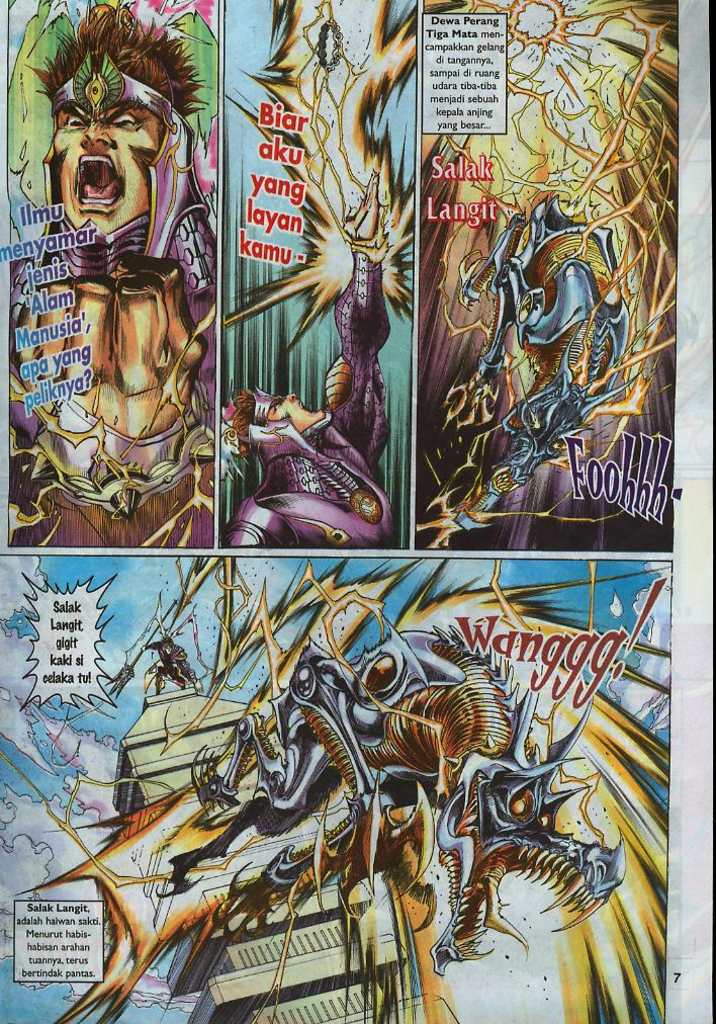 Ilmu
menyamar
jenis
'Alam
Manusia',
apa yang
peliknya?
Biar
aku
yang
layan
kamu.
Dewa Perang
Tiga Mata men-
campakkan gelang
di tangannya,
sampai di ruang
udara tiba-tiba
menjadi sebuah
kepala anjing
yang besar...
Salak
Langit
Foohhh.
Salak
Langit,
gigit
kaki si
celaka tu!
Wanggg!
Salak Langit,
adalah haiwan sakti.
Menurut habis-
habisan arahan
tuannya, terus
bertindak pantas.
7